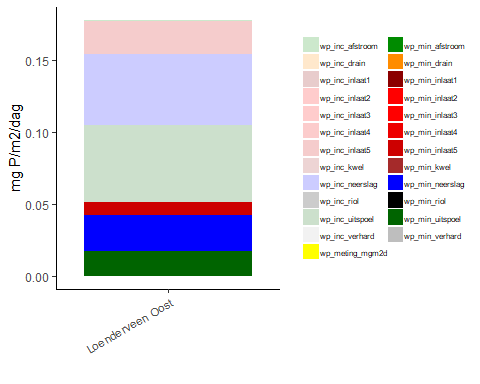 mg P/m2/dag
0.15
0.10
0.05
0.00
Loenderveen Oost
wp_inc_afstroom wp_min_afstroom
wp_inc_drain wp_min_drain
wp_inc_inlaat1 wp_min_inlaat1
wp_inc_inlaat2 wp_min_inlaat2
wp_inc_inlaat3 wp_min_inlaat3
wp_inc_inlaat4 wp_min_inlaat4
wp_inc_inlaat5 wp_min_inlaat5
wp_inc_kwel wp_min_kwel
wp_inc_neerslag wp_min_neerslag
wp_inc_riol wp_min_riol
wp_inc_uitspoel wp_min_uitspoel
wp_inc_verhard wp_min_verhard
wp_meting_mgm2d